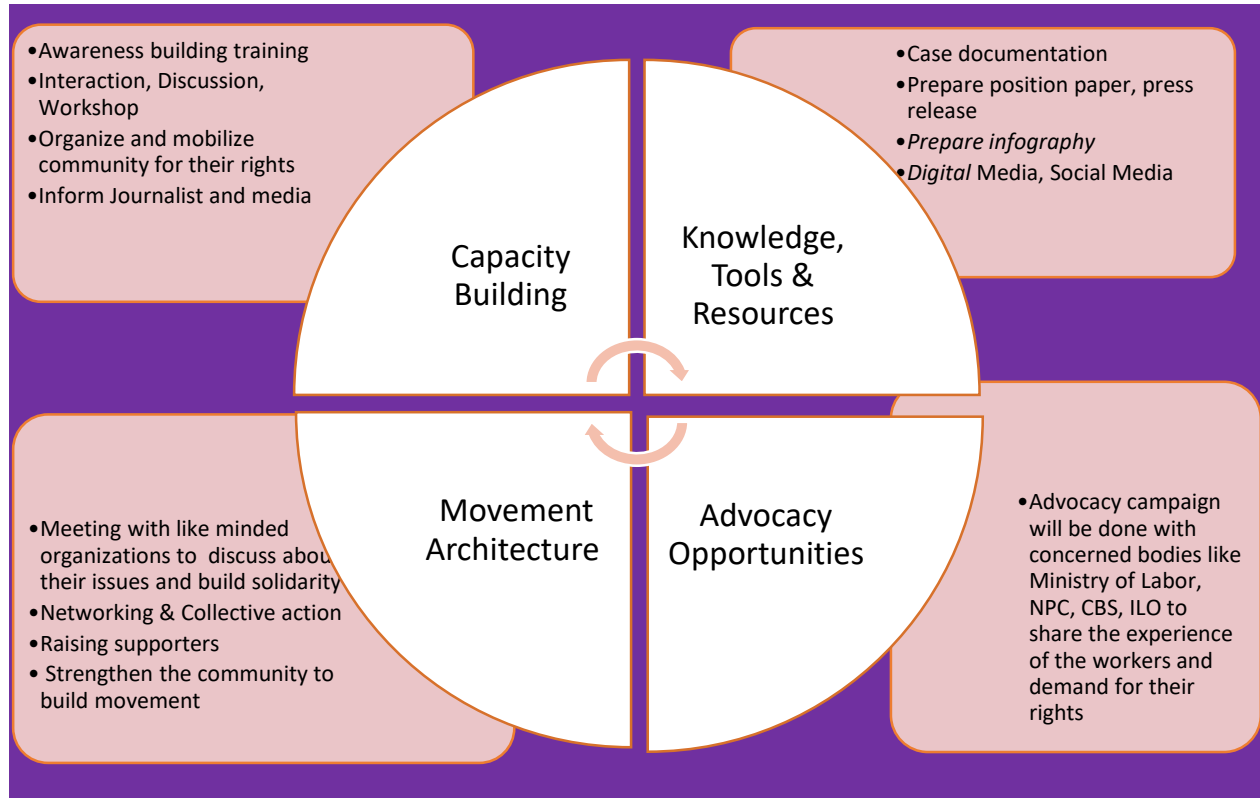 •Awareness building training
•Interaction, Discussion,
Workshop
•Organize and mobilize
community for their rights
•Inform Journalist and media
•Case documentation
•Prepare position paper, press
release
•Prepare infography
•Digital Media, Social Media
Capacity
Building
Knowledge,
Tools &
Resources
Movement
Architecture
Advocacy
Opportunities
•Meeting with like minded
organizations to discuss abou
their issues and build solidarity
•Networking & Collective action
•Raising supporters
• Strengthen the community to
build movement
•Advocacy campaign
will be done with
concerned bodies like
Ministry of Labor,
NPC, CBS, ILO to
share the experience
of the workers and
demand for their
rights